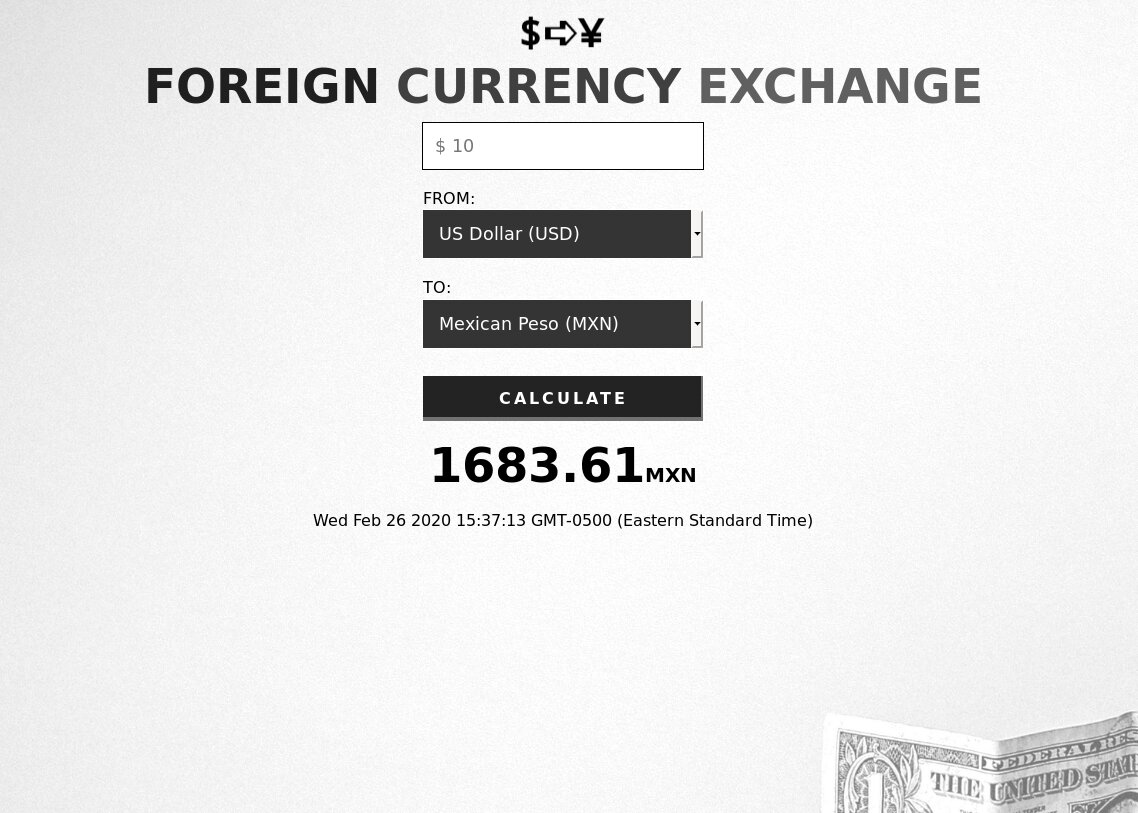 $➪¥
FOREIGN CURRENCY EXCHANGE
$ 10
FROM:
US Dollar (USD)
TO:
Mexican Peso (MXN)
CALCULATE
1683.61MXN
Wed Feb 26 2020 15:37:13 GMT-0500 (Eastern Standard Time)
FEDERAL RES
THE UNITED STAT